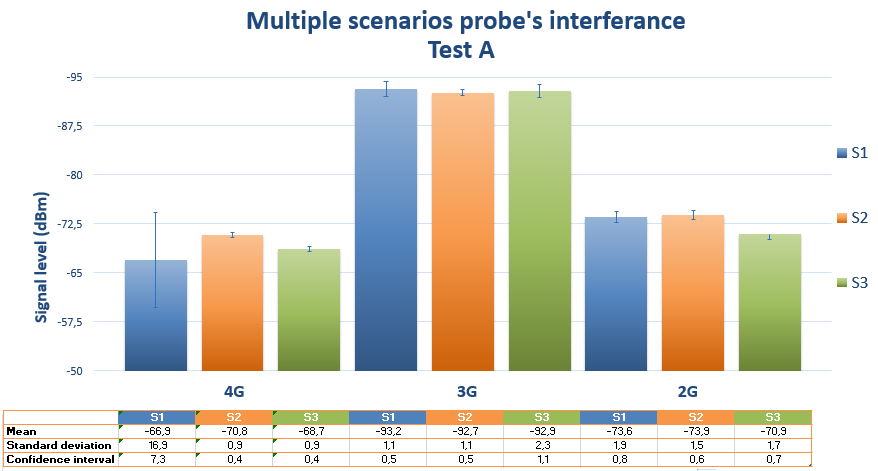 Multiple scenarios probe's interferance
Test A
Signal level (dBm)
-95
-87,5
-80
-72,5
-65
-57,5
-50
4G 3G 2G
S1
S2
S3
S1 S2 S3 S1 S2 S3 S1 S2 S3
Mean -66,9 -70,8 -68,7 -93,2 -92,7 -92,9 -73,6 -73,9 -70,9
Standard deviation 16,9 0,9 0,9 1,1 1,1 2,3 1,9 1,5 1,7
Confidence interval 7,3 0,4 0,4 0,5 0,5 1,1 0,8 0,6 0,7